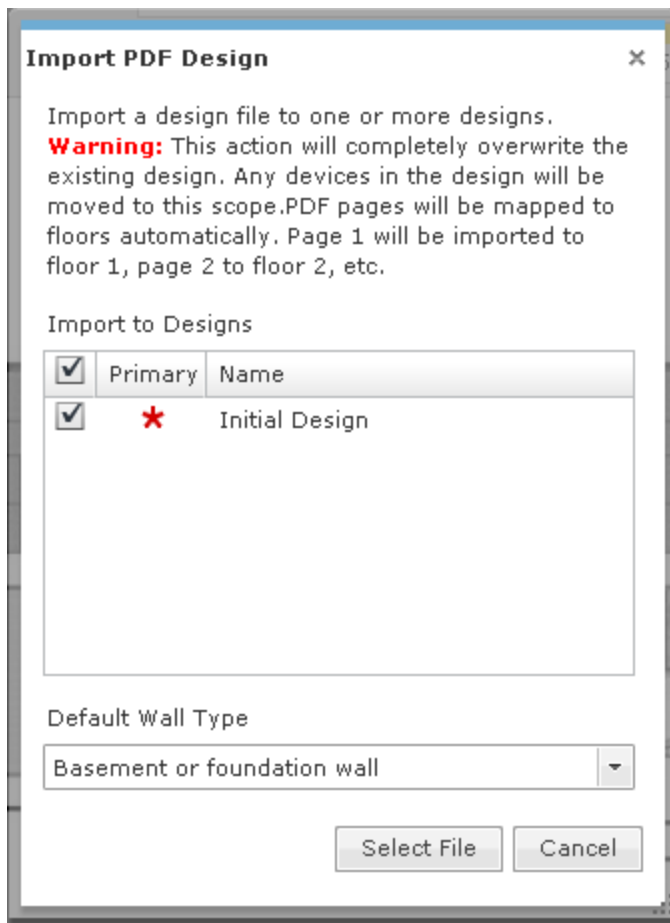 Import PDF Design
Import a design file to one or more designs.
Warning: This action will completely overwrite the
existing design. Any devices in the design will be
moved to this scope.PDF pages will be mapped to
floors automatically. Page 1 will be imported to
floor 1, page 2 to floor 2, etc.
Import to Designs
Primary Name
* Initial Design
Default Wall Type
Basement or foundation wall
Select File Cancel